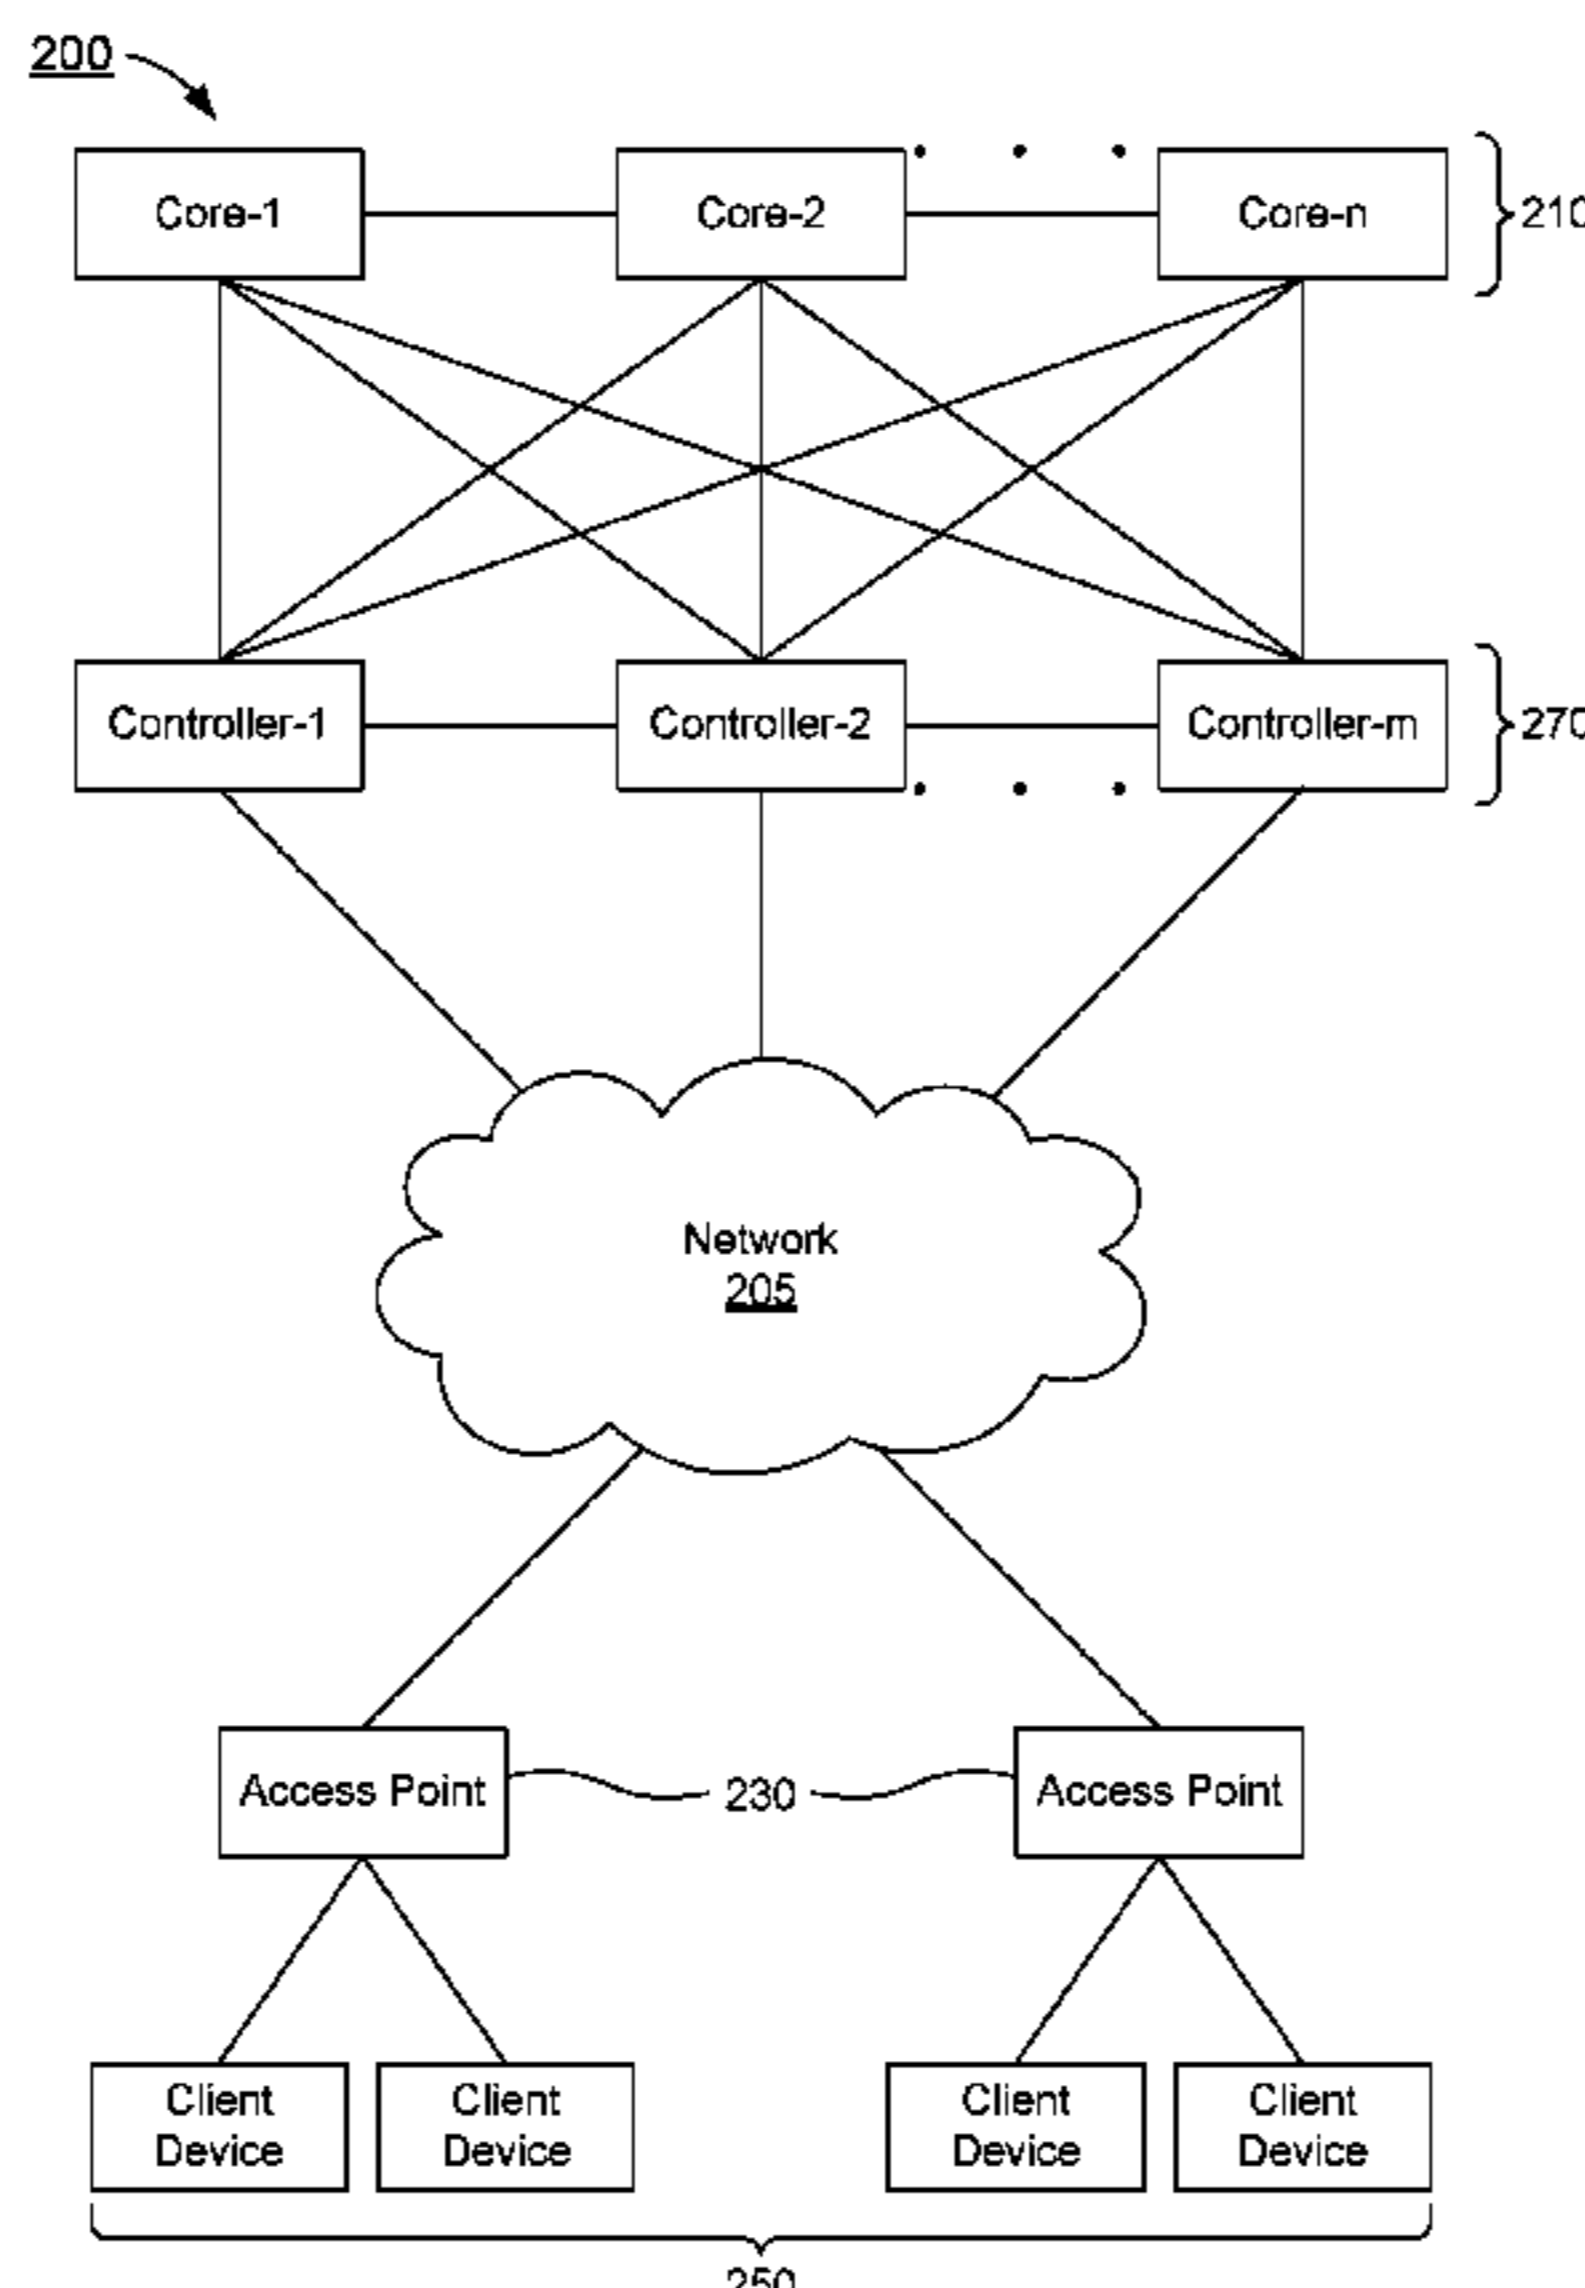 200
Core-1
Core-2
Core-n
210
Controller-1
Controller-2
Controller-m
270
Network
205
Access Point
230
Access Point
Client
Device
Client
Device
Client
Device
Client
Device
250